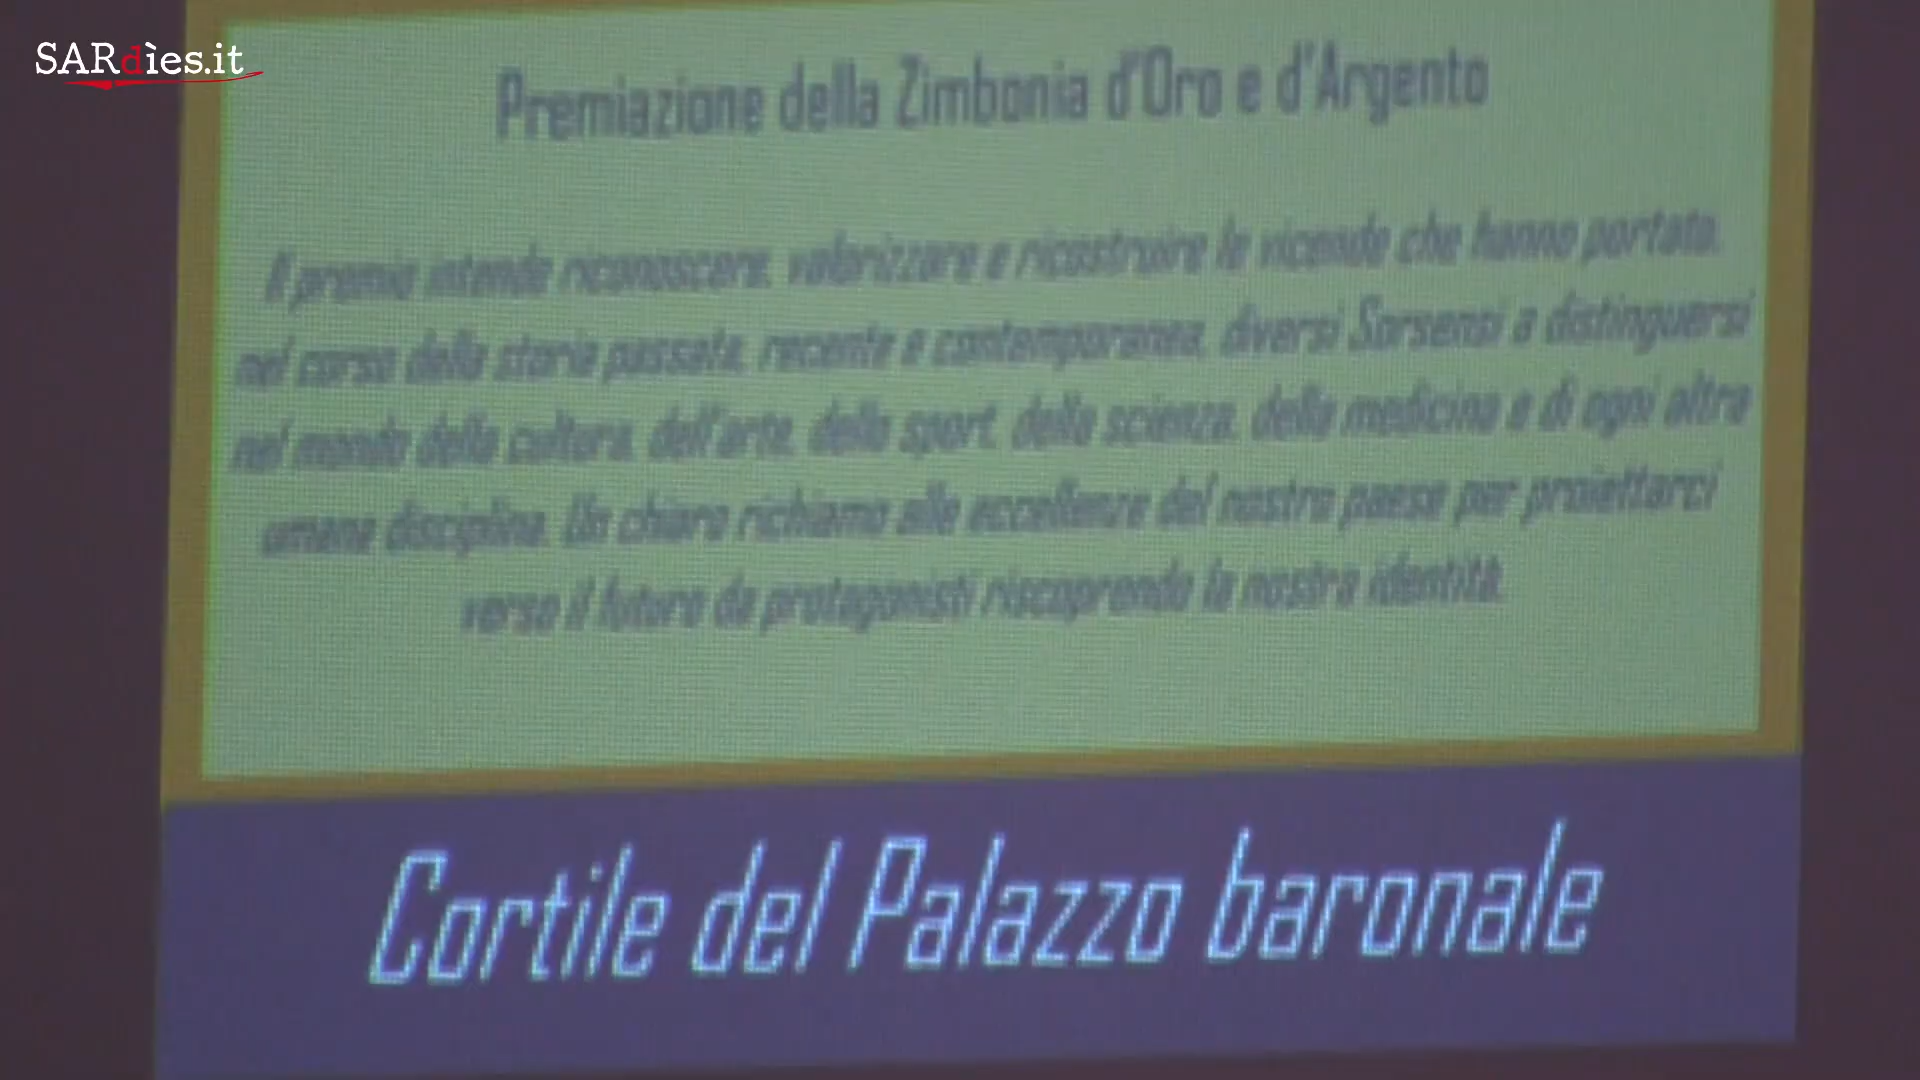 SARdies.it
Premiazione della Zimbonia d'Oro e d'Argento
Il premio intende riconoscere, valorizzare e ricostruire le vicende che hanno portato,
nel corso della storia passata, recente e contemporanea, diversi Sorsensi a distinguersi
nel mondo della cultura, dell'arte, dello sport, della scienza, della medicina e di ogni altra
umana disciplina. Un chiaro richiamo alle eccellenze del nostro paese per proiettarci
verso il futuro da protagonisti riscoprendo la nostra identità.
Cortile del Palazzo baronale